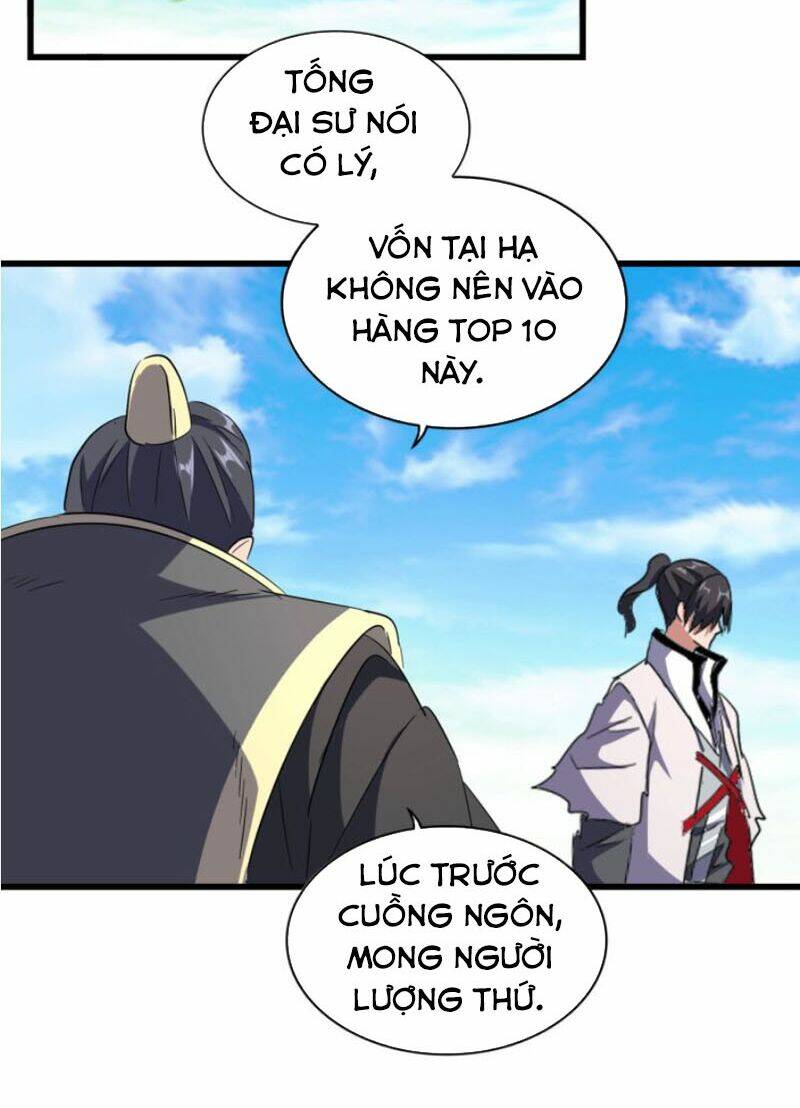 TỐNG
ĐẠI SƯ NÓI
CÓ LÝ,
VỐN TẠI HẠ
KHÔNG NÊN VÀO
HÀNG TOP 10
NÀY.
LÚC TRƯỚC
CUỒNG NGÔN,
MONG NGƯỜI
LƯỢNG THỨ.